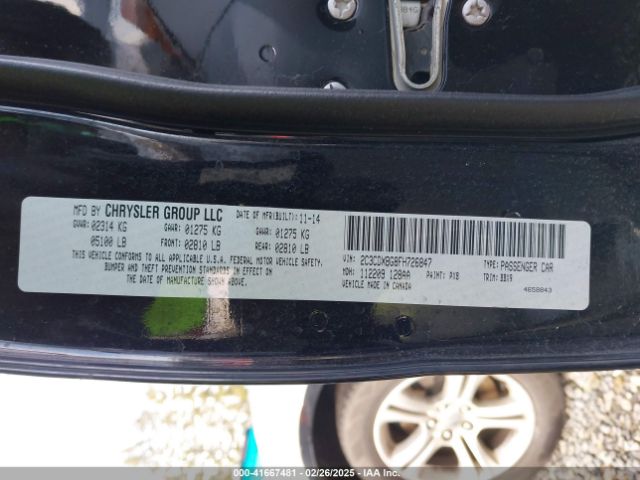 MFD BY CHRYSLER GROUP LLC DATE OF MFR(BUILT): 11-14
GVWR: 02314 KG GAWR: 01275 KG GAWR: 01275 KG
05100 LB FRONT: 02810 LB REAR: 02810 LB
THIS VEHICLE CONFORMS TO ALL APPLICABLE U.S.A. FEDERAL MOTOR VEHICLE SAFETY,
BUMPER AND THEFT PREVENTION STANDARDS IN EFFECT ON
THE DATE OF MANUFACTURE SHOWN ABOVE.
VIN: 2C3CDXBG8FH726847 TYPE: PASSENGER CAR
MDH: 112209 128AA PAINT: PX8 TRIM:
VEHICLE MADE IN CANADA 4658843
000-41667481 - 02/26/2025 - IAA Inc.